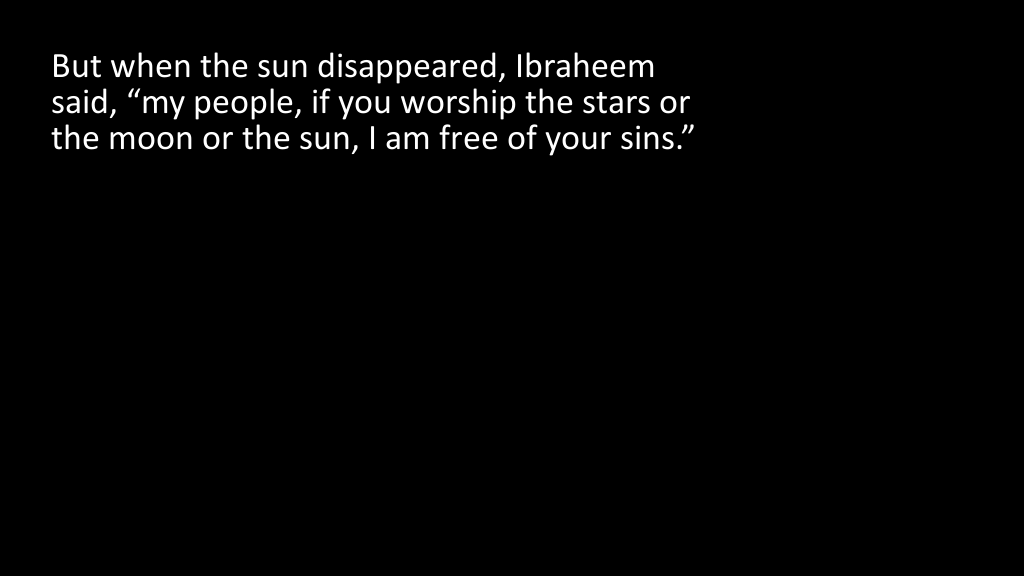 But when the sun disappeared, Ibraheem
said, “my people, if you worship the stars or
the moon or the sun, I am free of your sins.”